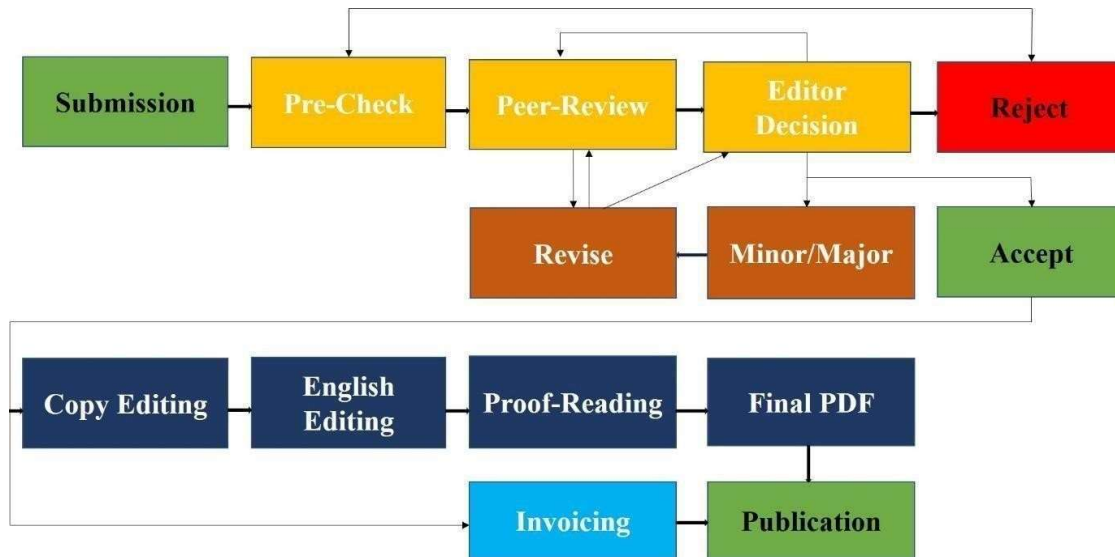 Submission
Pre-Check
Peer-Review
Editor
Decision
Reject
Revise
Minor/Major
Accept
Copy Editing
English
Editing
Proof-Reading
Final PDF
Invoicing
Publication